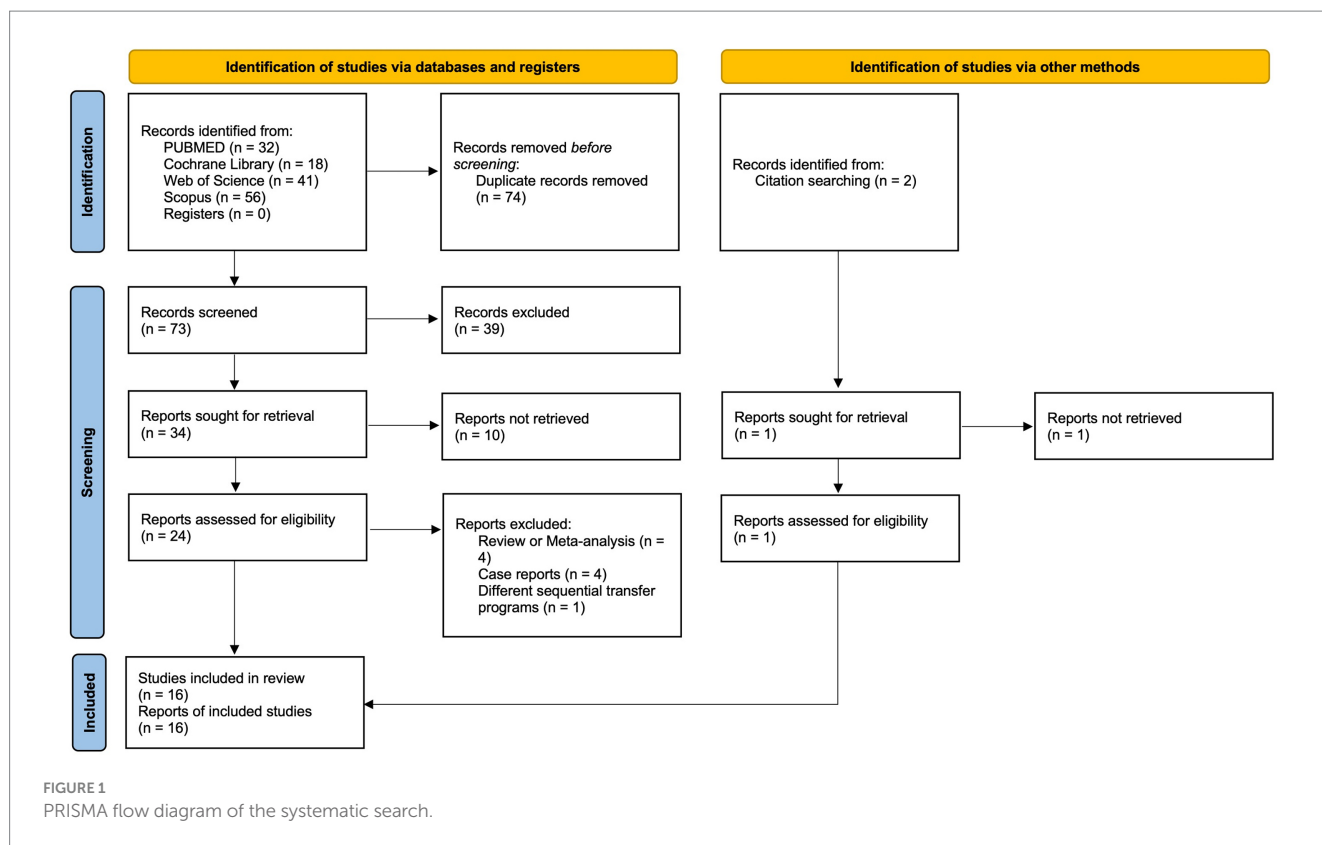 Identification of studies via databases and registers
Identification of studies via other methods
Identification
Records identified from:
PUBMED (n = 32)
Cochrane Library (n = 18)
Web of Science (n = 41)
Scopus (n = 56)
Registers (n = 0)
Records removed before
screening:
Duplicate records removed
(n = 74)
Records identified from:
Citation searching (n = 2)
Screening
Records screened
(n = 73)
Records excluded
(n = 39)
Reports sought for retrieval
(n = 34)
Reports not retrieved
(n = 10)
Reports sought for retrieval
(n = 1)
Reports not retrieved
(n = 1)
Reports assessed for eligibility
(n = 24)
Reports excluded:
Review or Meta-analysis (n =
4)
Case reports (n = 4)
Different sequential transfer
programs (n = 1)
Reports assessed for eligibility
(n = 1)
Included
Studies included in review
(n = 16)
Reports of included studies
(n = 16)
FIGURE 1
PRISMA flow diagram of the systematic search.